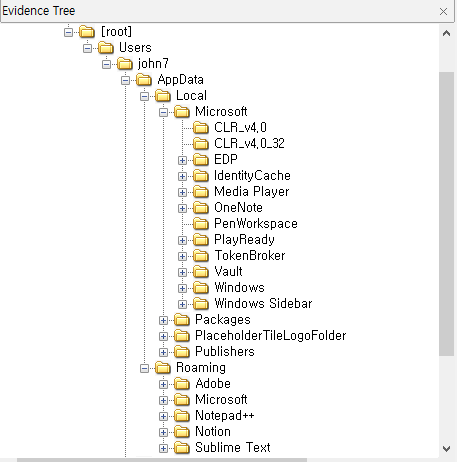 Evidence Tree
[root]
Users
john7
AppData
Local
Microsoft
CLR_v4.0
CLR_v4.0_32
EDP
IdentityCache
Media Player
OneNote
PenWorkspace
PlayReady
TokenBroker
Vault
Windows
Windows Sidebar
Packages
PlaceholderTileLogoFolder
Publishers
Roaming
Adobe
Microsoft
Notepad++
Notion
Sublime Text